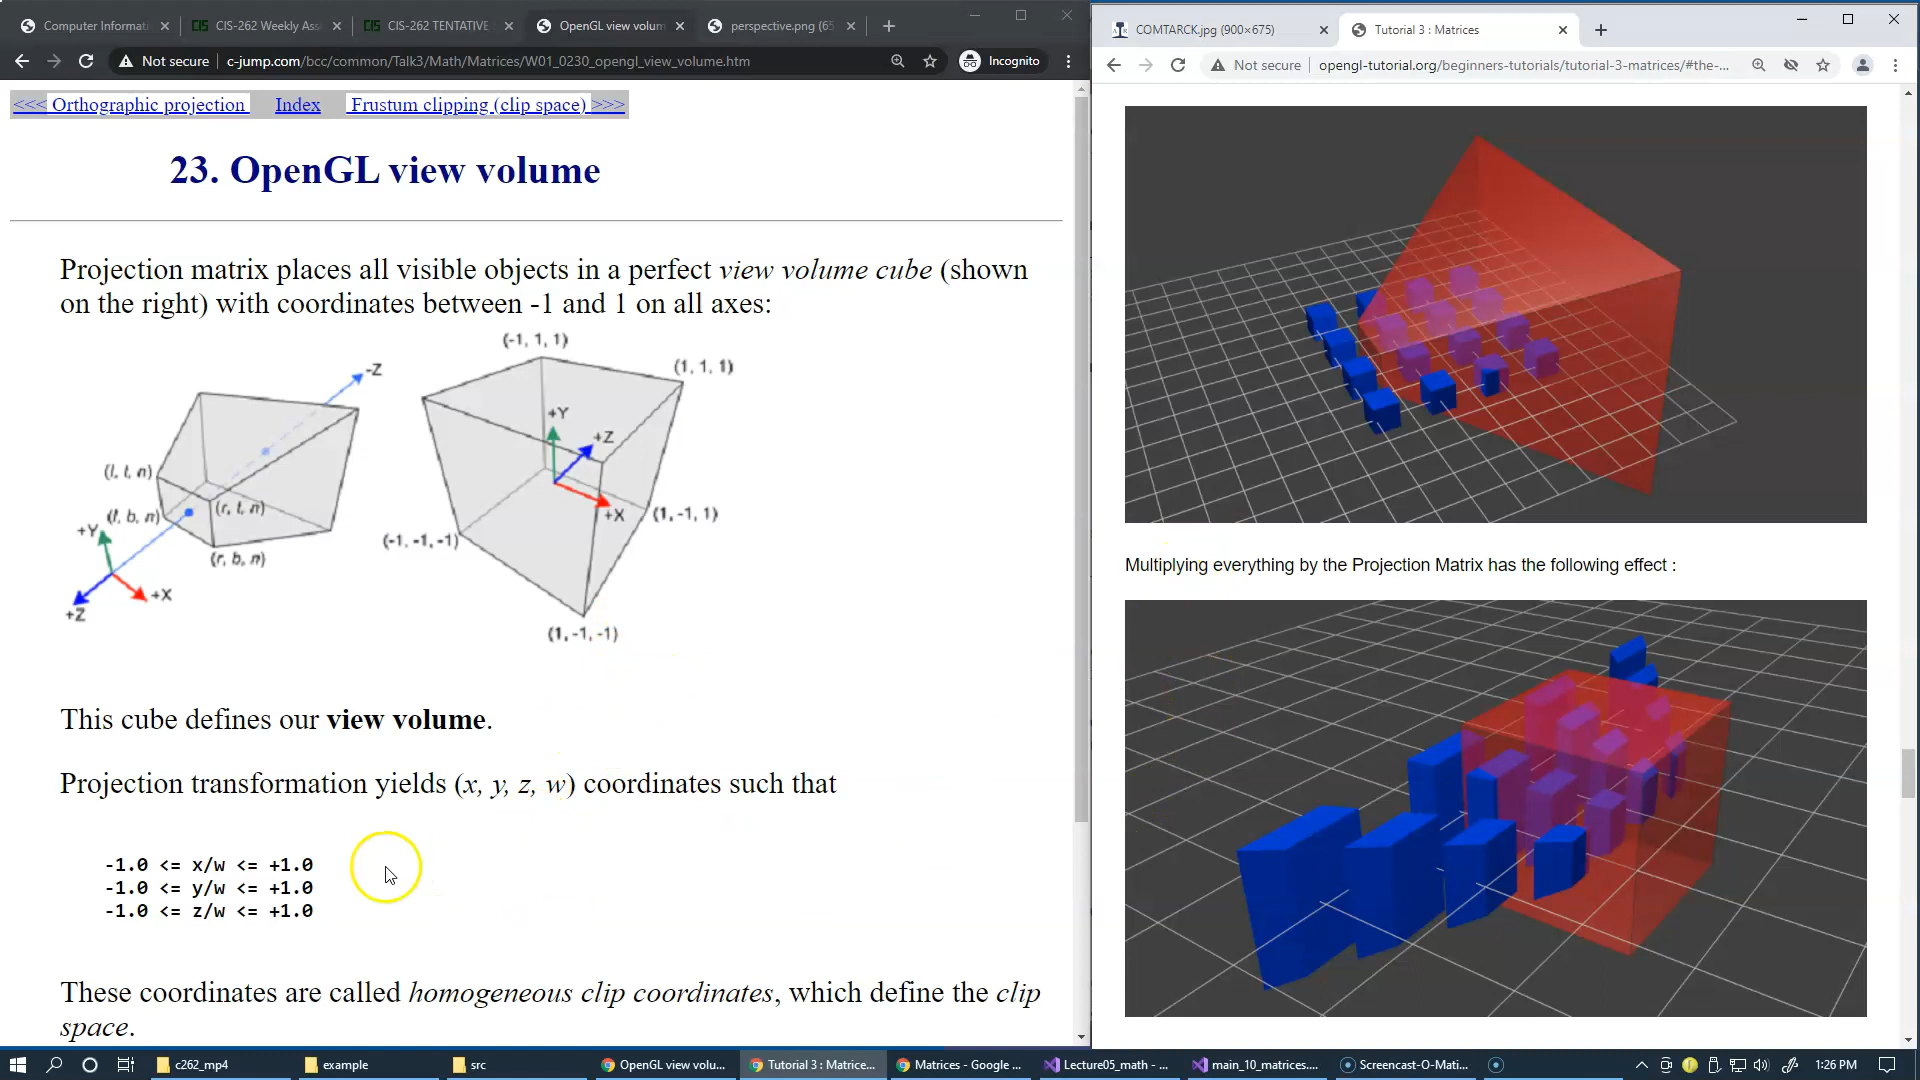 Computer Informati
CIS-262 Weekly Ass
CIS-262 TENTATIVE
OpenGL view volum
perspective.png (65
Not secure
c-jump.com/bcc/common/Talk3/Math/Matrices/W01_0230_opengl_view_volume.htm
Incognito
<<< Orthographic projection
Index
Frustum clipping (clip space) >>>
23. OpenGL view volume
Projection matrix places all visible objects in a perfect view volume cube (shown
on the right) with coordinates between -1 and 1 on all axes:
-Z
(l, t, n)
(l, b, n)
(r, t, n)
(r, b, n)
+Y
+X
+Z
(-1, 1, 1)
(1, 1, 1)
+Y
+Z
+X
(1, -1, 1)
(-1, -1, -1)
(1, -1, -1)
This cube defines our view volume.
Projection transformation yields (x, y, z, w) coordinates such that
-1.0 <= x/w <= +1.0
-1.0 <= y/w <= +1.0
-1.0 <= z/w <= +1.0
These coordinates are called homogeneous clip coordinates, which define the clip
space.
COMTARCK.jpg (900×675)
Tutorial 3 : Matrices
Not secure
opengl-tutorial.org/beginners-tutorials/tutorial-3-matrices/#the-...
Multiplying everything by the Projection Matrix has the following effect :
c262_mp4
example
src
OpenGL view volu...
Tutorial 3 : Matrice...
Matrices - Google ...
Lecture05_math - ...
main_10_matrices....
Screencast-O-Mati...
1:26 PM